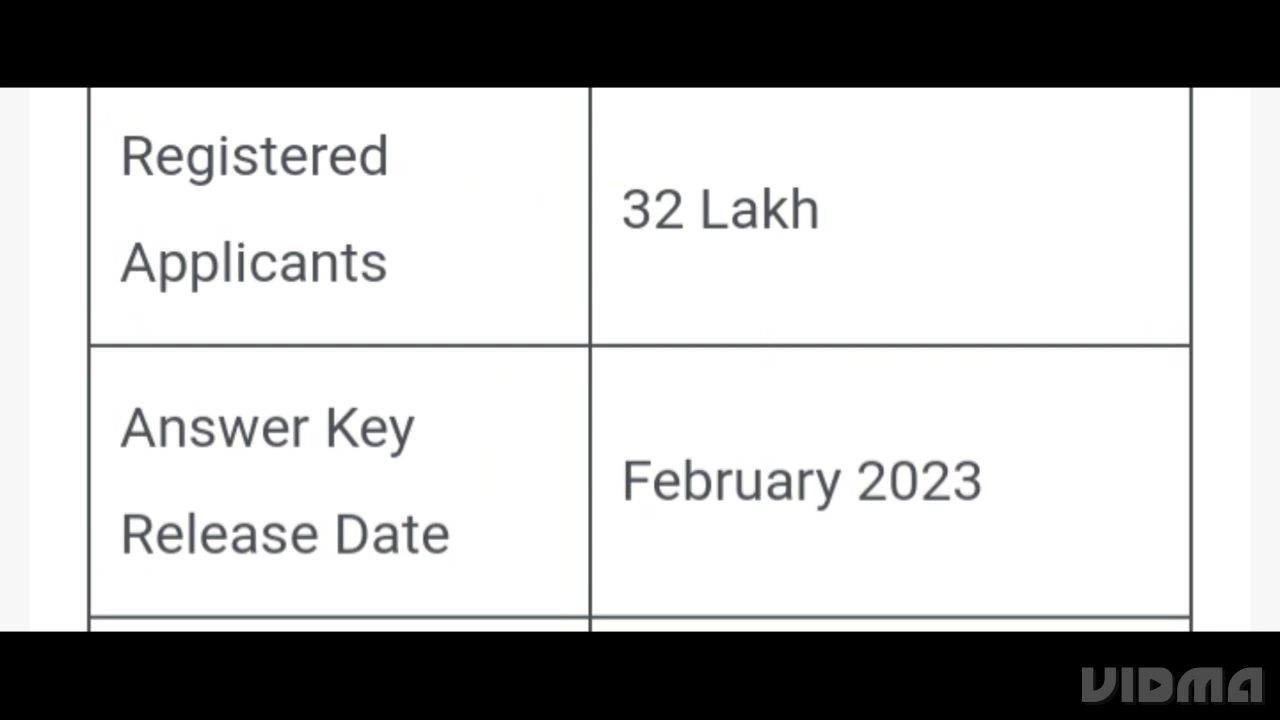 Registered
Applicants
32 Lakh
Answer Key
Release Date
February 2023
VIDMA